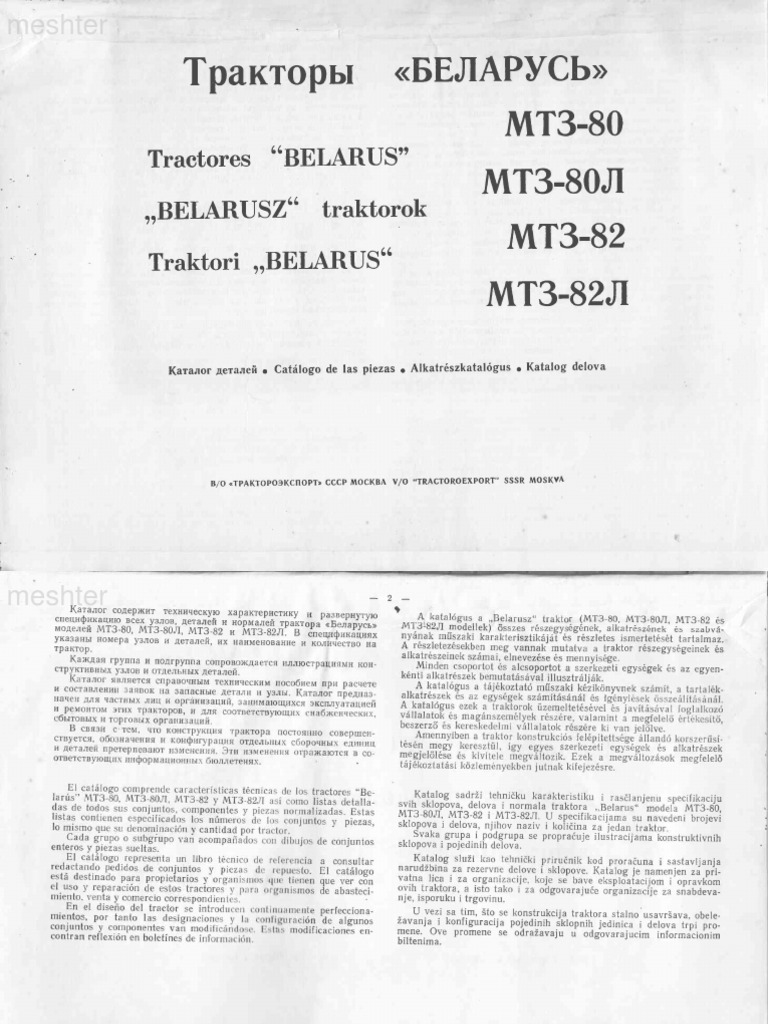 meshter
Тракторы «БЕЛАРУСЬ»
МТЗ-80
Tractores “BELARUS”
МТЗ-80Л
„BELARUSZ“ traktorok
МТЗ-82
Traktori „BELARUS“
МТЗ-82Л
Каталог деталей • Catálogo de las piezas • Alkatrészkatalógus • Katalog delova
В/О «ТРАКТОРОЭКСПОРТ» СССР МОСКВА V/O “TRACTOROEXPORT” SSSR MOSKVA
meshter
— 2 —
Каталог содержит техническую характеристику и развернутую
спецификацию всех узлов, деталей и нормалей трактора «Беларусь»
моделей МТЗ-80, МТЗ-80Л, МТЗ-82 и МТЗ-82Л. В спецификациях
указаны номера узлов и деталей, их наименование и количество на
трактор.
Каждая группа и подгруппа сопровождается иллюстрациями кон-
структивных узлов и отдельных деталей.
Каталог является справочным техническим пособием при расчете
и составлении заявок на запасные детали и узлы. Каталог предназ-
начен для частных лиц и организаций, занимающихся эксплуатацией
и ремонтом этих тракторов, и для соответствующих снабженческих,
сбытовых и торговых организаций.
В связи с тем, что конструкция трактора постоянно совершен-
ствуется, обозначения и конфигурация отдельных сборочных единиц
и деталей претерпевают изменения. Эти изменения отражаются в со-
ответствующих информационных бюллетенях.
A katalógus a „Belarusz“ traktor (МТЗ-80, МТЗ-80Л, МТЗ-82 és
МТЗ-82Л modellek) összes részegységének, alkatrészének és szabvá-
nyának műszaki karakterisztikáját és részletes ismertetését tartalmaz.
A részletezésekben meg vannak mutatva a traktor részegységeinek és
alkatrészeinek számai, elnevezése és mennyisége.
Minden csoportot és alcsoportot a szerkezeti egységek és az egyen-
kénti alkatrészek bemutatásával illusztrálják.
A katalógus a tájékoztató műszaki kézikönyvnek számít, a tartalék-
alkatrészek és az egységek számításánál és igénylések összeálításánál.
A katalógus ezek a traktorok üzemeltetésével és javításával foglalkozó
vállalatok és magánszemélyek részére, valamint a megfelelő értékesítő,
beszerző és kereskedelmi vállalatok részére ki van jelölve.
Amennyiben a traktor konstrukciós felépítettsége állandó korszerűsí-
tésén megy keresztül, így egyes szerkezeti egységek és alkatrészek
megjelölése és kivitele megváltozik. Ezek a megváltozások megfelelő
tájékoztatási közleményekben jutnak kifejezésre.
El catálogo comprende características técnicas de los tractores “Be-
larús” МТЗ-80, МТЗ-80Л, МТЗ-82 y МТЗ-82Л así como listas detalla-
das de todos sus conjuntos, componentes y piezas normalizadas. Estas
listas contienen especificados los números de los conjuntos y piezas,
lo mismo que su denominación y cantidad por tractor.
Cada grupo o subgrupo van acompañados con dibujos de conjuntos
enteros y piezas sueltas.
El catálogo representa un libro técnico de referencia a consultar
redactando pedidos de conjuntos y piezas de repuesto. El catálogo
está destinado para propietarios y organismos que tienen que ver con
el uso y reparación de estos tractores y para organismos de abasteci-
miento, venta y comercio correspondientes.
En el diseño del tractor se introducen continuamente perfecciona-
mientos, por tanto las designaciones y la configuración de algunos
conjuntos y componentes van modificándose. Estas modificaciones en-
contran reflexión en boletínes de información.
Katalog sadrži tehničku karakteristiku i rasčlanjenu specifikaciju
svih sklopova, delova i normala traktora „Belarus“ modela МТЗ-80,
МТЗ-80Л, МТЗ-82 i МТЗ-82Л. U specifikacijama su navedeni brojevi
sklopova i delova, njihov naziv i količina za jedan traktor.
Svaka grupa i podgrupa se propraćuje ilustracijama konstruktivnih
sklopova i pojedinih delova.
Katalog služi kao tehnički priručnik kod proračuna i sastavljanja
narudžbina za rezervne delove i sklopove. Katalog je namenjen za pri-
vatna lica i za organizacije, koje se bave eksploatacijom i opravkom
ovih traktora, a isto tako i za odgovarajuće organizacije za snabdeva-
nje, isporuku i trgovinu.
U vezi sa tim, što se konstrukcija traktora stalno usavršava, obele-
žavanja i konfiguracija pojedinih sklopnih jedinica i delova trpi pro-
mene. Ove promene se odražavaju u odgovarajucim informacionim
biltenima.